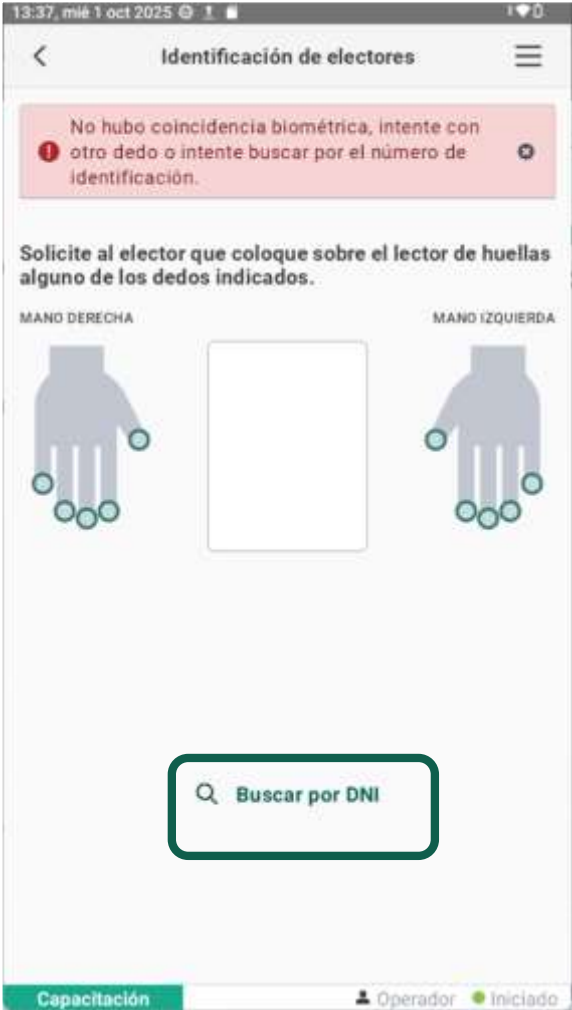 13:37, mié 1 oct 2025
Identificación de electores
No hubo coincidencia biométrica, intente con
otro dedo o intente buscar por el número de
identificación.
Solicite al elector que coloque sobre el lector de huellas
alguno de los dedos indicados.
MANO DERECHA MANO IZQUIERDA
Buscar por DNI
Capacitación Operador Iniciado